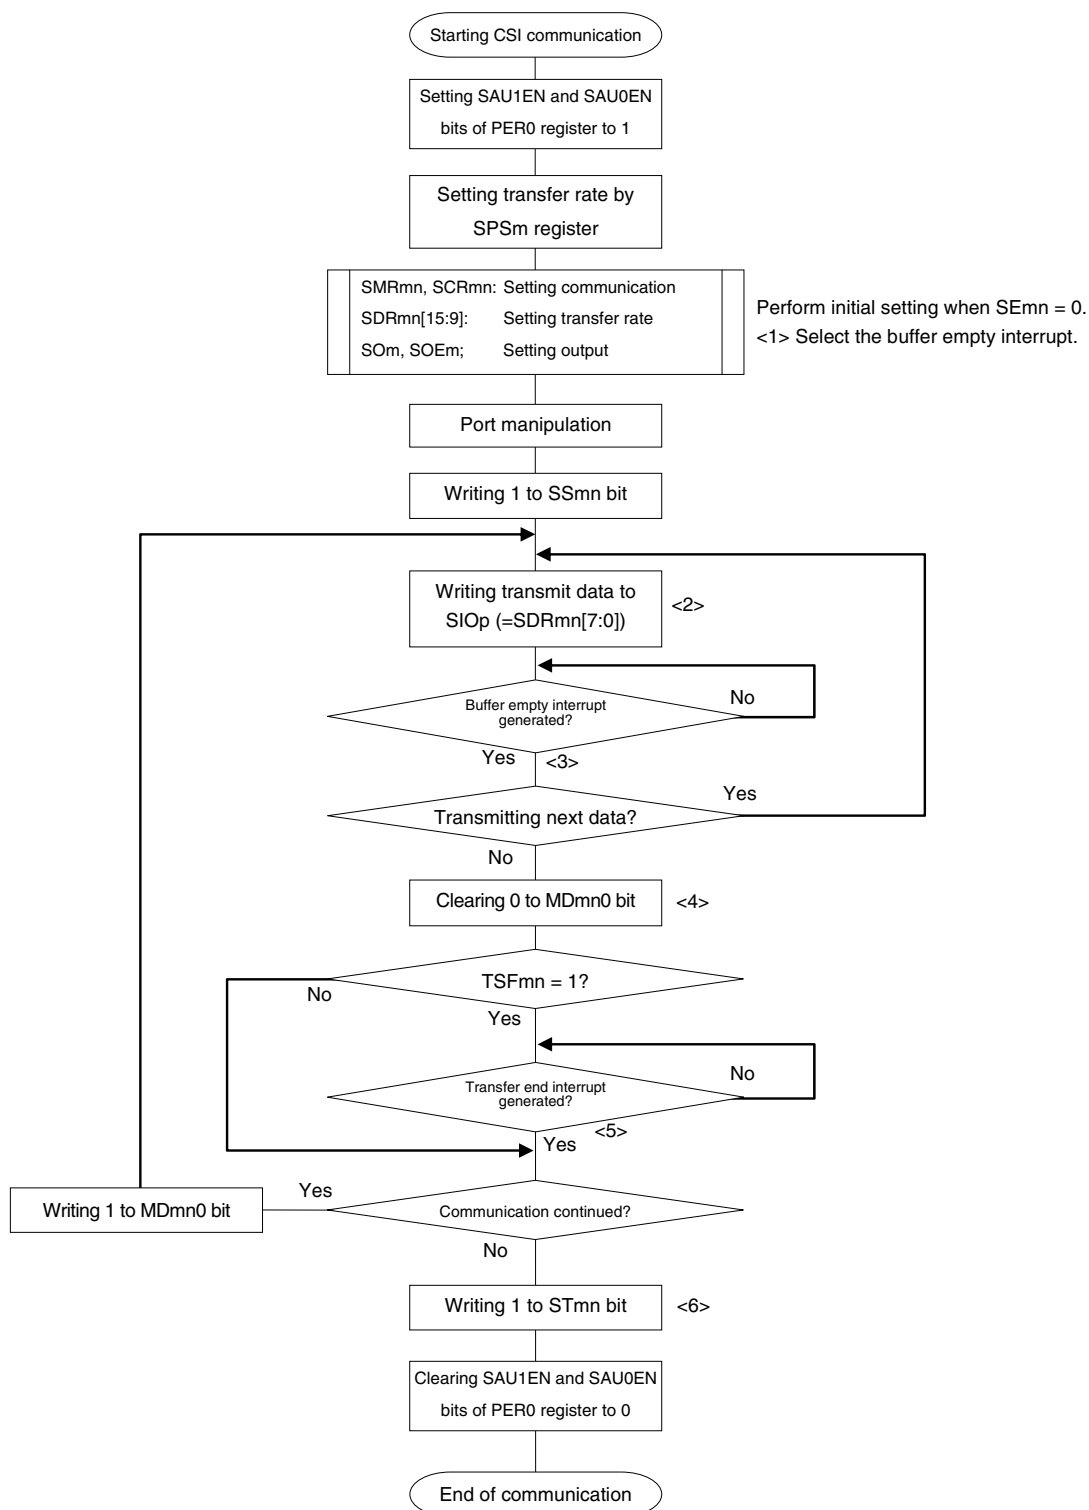 Starting CSI communication
Setting SAU1EN and SAU0EN
bits of PER0 register to 1
Setting transfer rate by
SPSm register
SMRmn, SCRmn: Setting communication
SDRmn[15:9]: Setting transfer rate
SOm, SOEm; Setting output
Perform initial setting when SEmn = 0.
<1> Select the buffer empty interrupt.
Port manipulation
Writing 1 to SSmn bit
Writing transmit data to
SIOp (=SDRmn[7:0])
<2>
Buffer empty interrupt
generated?
No
Yes
<3>
Transmitting next data?
Yes
No
Clearing 0 to MDmn0 bit
<4>
TSFmn = 1?
No
Yes
Transfer end interrupt
generated?
No
<5>
Yes
Communication continued?
Yes
Writing 1 to MDmn0 bit
No
Writing 1 to STmn bit
<6>
Clearing SAU1EN and SAU0EN
bits of PER0 register to 0
End of communication